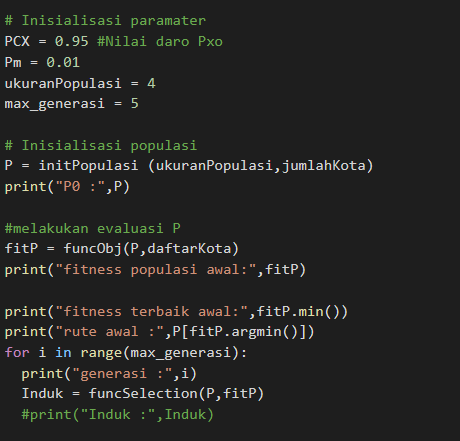 # Inisialisasi paramater
PCX = 0.95 #Nilai daro Pxo
Pm = 0.01
ukuranPopulasi = 4
max_generasi = 5
# Inisialisasi populasi
P = initPopulasi (ukuranPopulasi,jumlahKota)
print("P0 :",P)
#melakukan evaluasi P
fitP = funcObj(P,daftarKota)
print("fitness populasi awal:",fitP)
print("fitness terbaik awal:",fitP.min())
print("rute awal :",P[fitP.argmin()])
for i in range(max_generasi):
  print("generasi :",i)
  Induk = funcSelection(P,fitP)
  #print("Induk :",Induk)